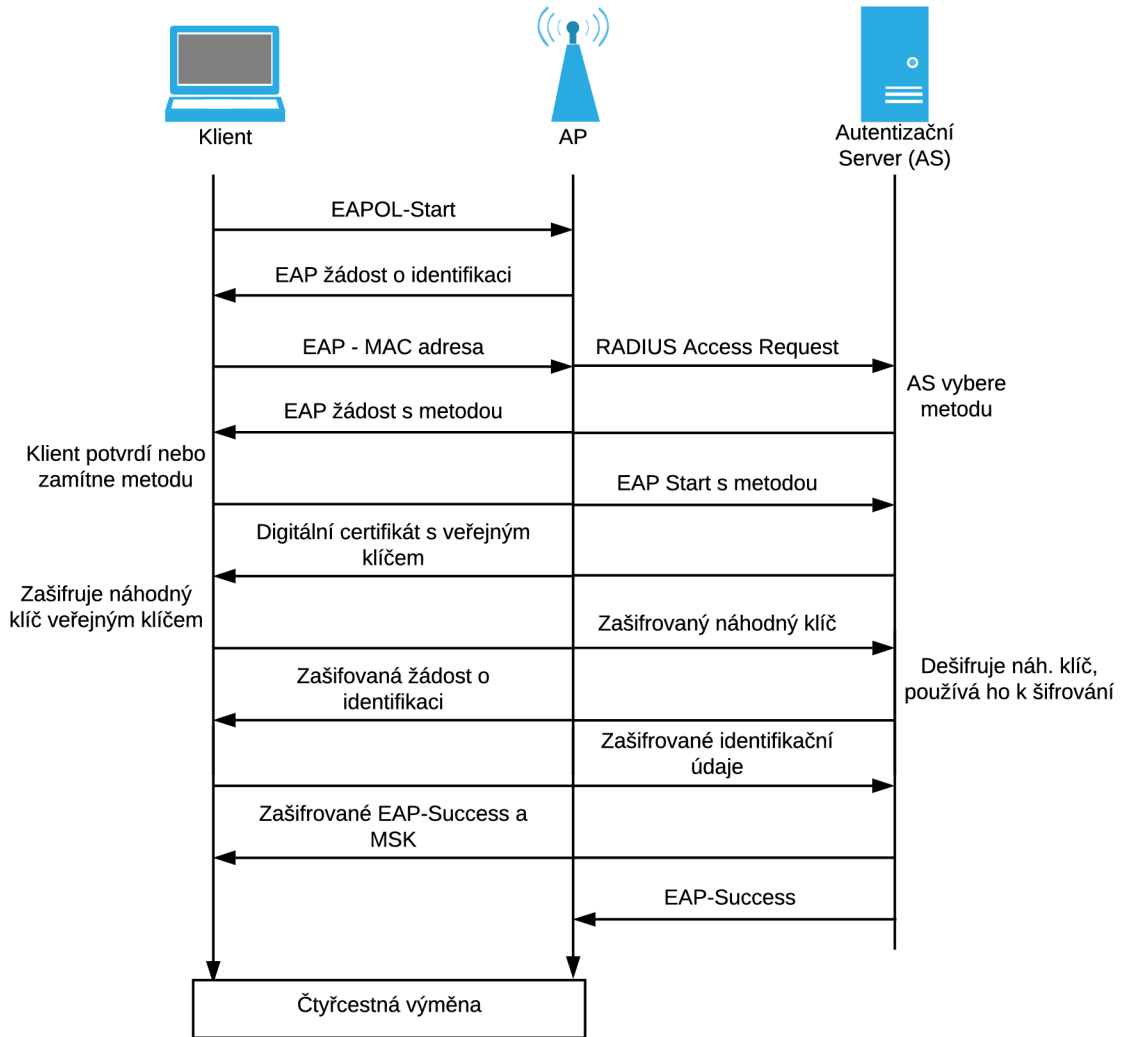 Klient
AP
Autentizační
Server (AS)
EAPOL-Start
EAP žádost o identifikaci
EAP - MAC adresa
RADIUS Access Request
AS vybere
metodu
EAP žádost s metodou
Klient potvrdí nebo
zamítne metodu
EAP Start s metodou
Digitální certifikát s veřejným
klíčem
Zašifruje náhodný
klíč veřejným klíčem
Zašifrovaný náhodný klíč
Dešifruje náh. klíč,
používá ho k šifrování
Zašifovaná žádost o
identifikaci
Zašifrované identifikační
údaje
Zašifrované EAP-Success a
MSK
EAP-Success
Čtyřcestná výměna